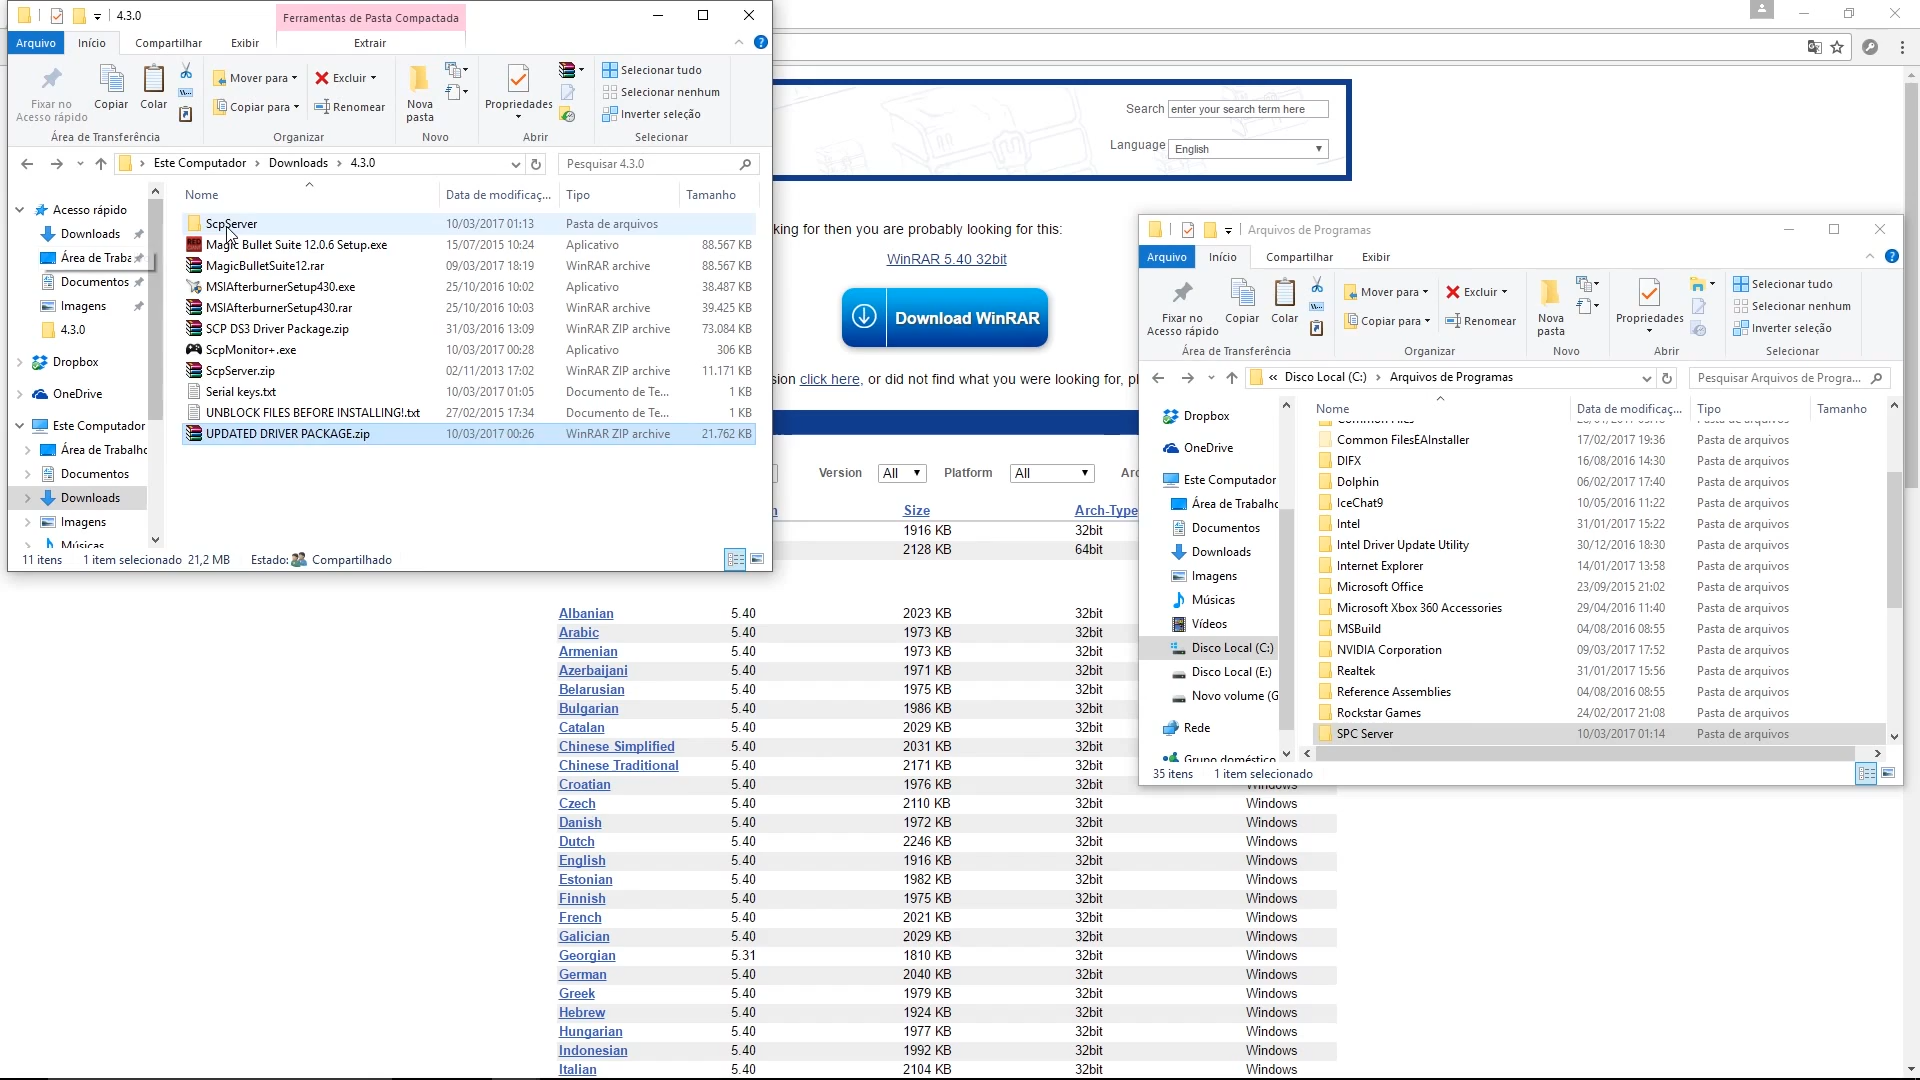 4.3.0
Ferramentas de Pasta Compactada
Arquivo Início Compartilhar Exibir Extrair
Fixar no Acesso rápido
Copiar
Colar
Mover para
Copiar para
Excluir
Renomear
Nova pasta
Propriedades
Selecionar tudo
Selecionar nenhum
Inverter seleção
Área de Transferência Organizar Novo Abrir Selecionar
Este Computador > Downloads > 4.3.0
Pesquisar 4.3.0
Nome Data de modificaç... Tipo Tamanho
Acesso rápido
Downloads
Área de Traba
Documentos
Imagens
4.3.0
Dropbox
OneDrive
Este Computador
Área de Trabalho
Documentos
Downloads
Imagens
Músicas
ScpServer 10/03/2017 01:13 Pasta de arquivos
Magic Bullet Suite 12.0.6 Setup.exe 15/07/2015 10:24 Aplicativo 88.567 KB
MagicBulletSuite12.rar 09/03/2017 18:19 WinRAR archive 88.567 KB
MSIAfterburnerSetup430.exe 25/10/2016 10:02 Aplicativo 38.487 KB
MSIAfterburnerSetup430.rar 25/10/2016 10:03 WinRAR archive 39.425 KB
SCP DS3 Driver Package.zip 31/03/2016 13:09 WinRAR ZIP archive 73.084 KB
ScpMonitor+.exe 10/03/2017 00:28 Aplicativo 306 KB
ScpServer.zip 02/11/2013 17:02 WinRAR ZIP archive 11.171 KB
Serial keys.txt 10/03/2017 01:05 Documento de Te... 1 KB
UNBLOCK FILES BEFORE INSTALLING!.txt 27/02/2015 17:34 Documento de Te... 1 KB
UPDATED DRIVER PACKAGE.zip 10/03/2017 00:26 WinRAR ZIP archive 21.762 KB
11 itens 1 item selecionado 21,2 MB Estado: Compartilhado
Search enter your search term here
Language English
king for then you are probably looking for this:
WinRAR 5.40 32bit
Download WinRAR
sion click here, or did not find what you were looking for, pl
Version All Platform All Arc
Size Arch-Type
1916 KB 32bit
2128 KB 64bit
Albanian 5.40 2023 KB 32bit
Arabic 5.40 1973 KB 32bit
Armenian 5.40 1973 KB 32bit
Azerbaijani 5.40 1971 KB 32bit
Belarusian 5.40 1975 KB 32bit
Bulgarian 5.40 1986 KB 32bit
Catalan 5.40 2029 KB 32bit
Chinese Simplified 5.40 2031 KB 32bit
Chinese Traditional 5.40 2171 KB 32bit
Croatian 5.40 1976 KB 32bit Windows
Czech 5.40 2110 KB 32bit Windows
Danish 5.40 1972 KB 32bit Windows
Dutch 5.40 2246 KB 32bit Windows
English 5.40 1916 KB 32bit Windows
Estonian 5.40 1982 KB 32bit Windows
Finnish 5.40 1975 KB 32bit Windows
French 5.40 2021 KB 32bit Windows
Galician 5.40 2029 KB 32bit Windows
Georgian 5.31 1810 KB 32bit Windows
German 5.40 2040 KB 32bit Windows
Greek 5.40 1979 KB 32bit Windows
Hebrew 5.40 1924 KB 32bit Windows
Hungarian 5.40 1977 KB 32bit Windows
Indonesian 5.40 1992 KB 32bit Windows
Italian 5.40 2104 KB 32bit Windows
Arquivos de Programas
Arquivo Início Compartilhar Exibir
Fixar no Acesso rápido
Copiar
Colar
Mover para
Copiar para
Excluir
Renomear
Nova pasta
Propriedades
Selecionar tudo
Selecionar nenhum
Inverter seleção
Área de Transferência Organizar Novo Abrir Selecionar
« Disco Local (C:) > Arquivos de Programas
Pesquisar Arquivos de Progra...
Nome Data de modificaç... Tipo Tamanho
Dropbox
OneDrive
Este Computador
Área de Trabalho
Documentos
Downloads
Imagens
Músicas
Vídeos
Disco Local (C:)
Disco Local (E:)
Novo volume (G
Rede
Grupo doméstico
Common FilesEAInstaller 17/02/2017 19:36 Pasta de arquivos
DIFX 16/08/2016 14:30 Pasta de arquivos
Dolphin 06/02/2017 17:40 Pasta de arquivos
IceChat9 10/05/2016 11:22 Pasta de arquivos
Intel 31/01/2017 15:22 Pasta de arquivos
Intel Driver Update Utility 30/12/2016 18:30 Pasta de arquivos
Internet Explorer 14/01/2017 13:58 Pasta de arquivos
Microsoft Office 23/09/2015 21:02 Pasta de arquivos
Microsoft Xbox 360 Accessories 29/04/2016 11:40 Pasta de arquivos
MSBuild 04/08/2016 08:55 Pasta de arquivos
NVIDIA Corporation 09/03/2017 17:52 Pasta de arquivos
Realtek 31/01/2017 15:56 Pasta de arquivos
Reference Assemblies 04/08/2016 08:55 Pasta de arquivos
Rockstar Games 24/02/2017 21:08 Pasta de arquivos
SPC Server 10/03/2017 01:14 Pasta de arquivos
35 itens 1 item selecionado